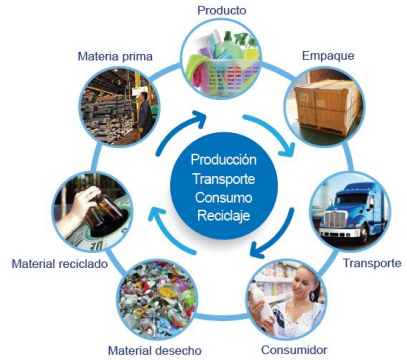 Producto
Materia prima
Empaque
Producción
Transporte
Consumo
Reciclaje
Material reciclado
Transporte
Material desecho
Consumidor